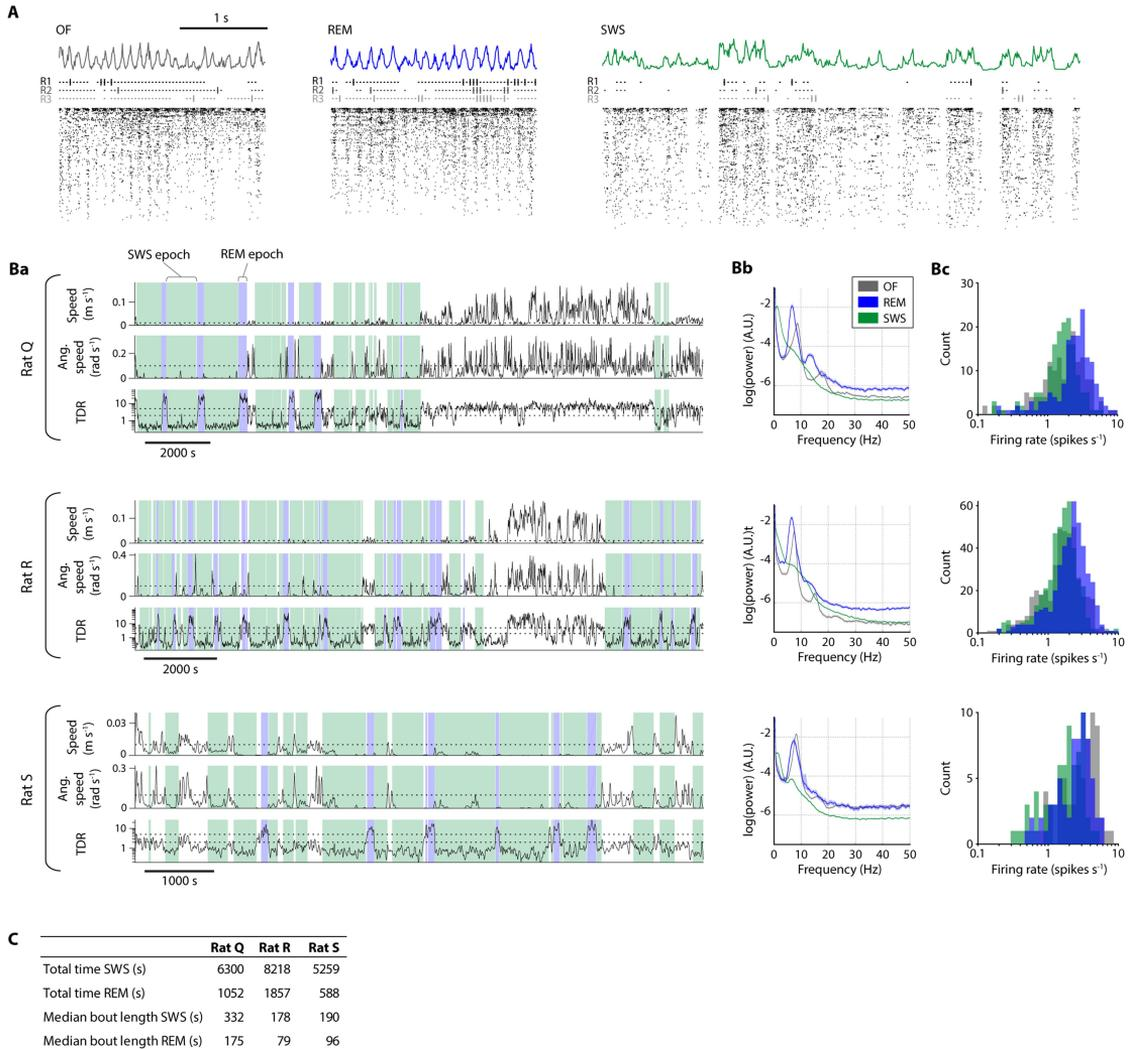 A
1 s
OF
REM
SWS
R1
R2
R3
R1
R2
R3
R1
R2
R3
SWS epoch
REM epoch
Ba
Rat Q
Speed
(m s⁻¹)
0.1
0
Ang.
speed
(rad s⁻¹)
0.2
0
TDR
10
1
2000 s
Rat R
Speed
(m s⁻¹)
0.1
0
Ang.
speed
(rad s⁻¹)
0.4
0
TDR
10
1
2000 s
Rat S
Speed
(m s⁻¹)
0.03
0
Ang.
speed
(rad s⁻¹)
0.3
0
TDR
10
1
1000 s
Bb
OF
REM
SWS
log(power) (A.U.)
-2
-4
-6
0 10 20 30 40 50
Frequency (Hz)
log(power) (A.U.)t
-2
-4
-6
0 10 20 30 40 50
Frequency (Hz)
log(power) (A.U.)
-2
-4
-6
0 10 20 30 40 50
Frequency (Hz)
Bc
Count
30
20
10
0
0.1 1 10
Firing rate (spikes s⁻¹)
Count
60
40
20
0
0.1 1 10
Firing rate (spikes s⁻¹)
Count
10
5
0
0.1 1 10
Firing rate (spikes s⁻¹)
C
Rat Q Rat R Rat S
Total time SWS (s) 6300 8218 5259
Total time REM (s) 1052 1857 588
Median bout length SWS (s) 332 178 190
Median bout length REM (s) 175 79 96